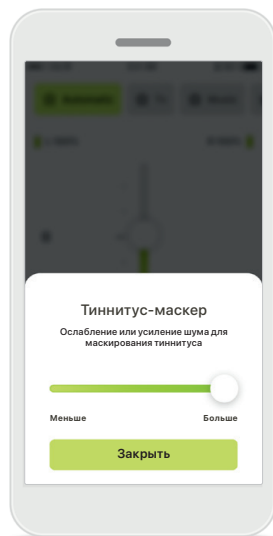 Тиннитус-маскер
Ослабление или усиление шума для
маскирования тиннитуса
Меньше Больше
Закрыть